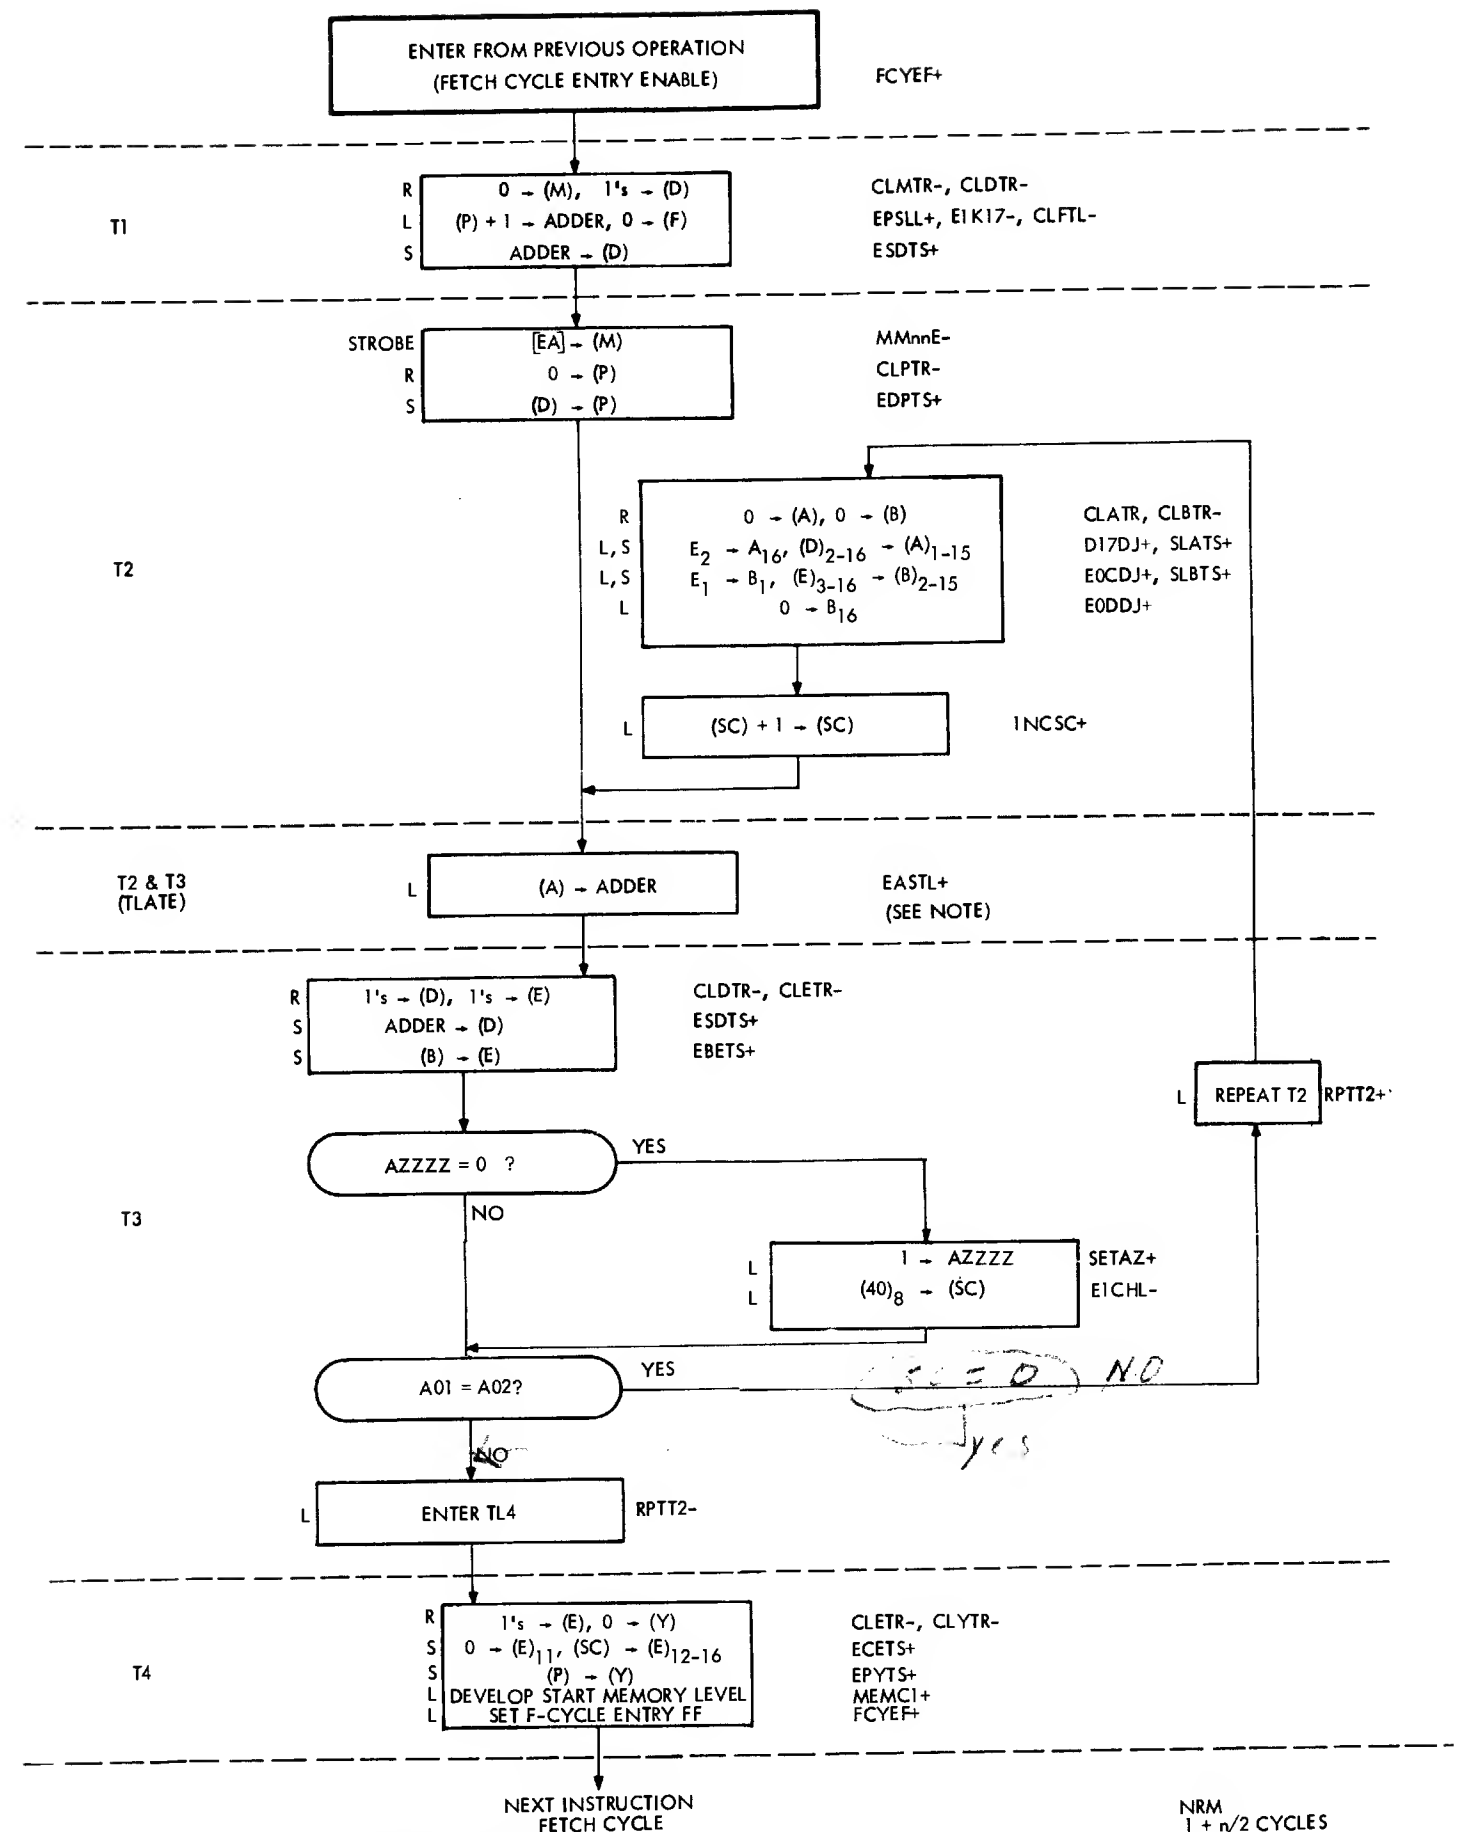 ENTER FROM PREVIOUS OPERATION
(FETCH CYCLE ENTRY ENABLE)
FCYEF+
T1
R 0 → (M), 1's → (D) CLMTR-, CLDTR-
L (P) + 1 → ADDER, 0 → (F) EPSLL+, E1K17-, CLFTL-
S ADDER → (D) ESDTS+
STROBE [EA] → (M) MMnnE-
R 0 → (P) CLPTR-
S (D) → (P) EDPTS+
T2
R 0 → (A), 0 → (B) CLATR, CLBTR-
L, S E2 → A16, (D)2-16 → (A)1-15 D17DJ+, SLATS+
L, S E1 → B1, (E)3-16 → (B)2-15 E0CDJ+, SLBTS+
L 0 → B16 E0DDJ+
L (SC) + 1 → (SC) 1NCSC+
T2 & T3
(TLATE)
L (A) → ADDER EASTL+
(SEE NOTE)
R 1's → (D), 1's → (E) CLDTR-, CLETR-
S ADDER → (D) ESDTS+
S (B) → (E) EBETS+
L REPEAT T2 RPTT2+
AZZZZ = 0 ?
YES
NO
T3
L 1 → AZZZZ SETAZ+
L (40)8 → (SC) E1CHL-
A01 = A02?
YES
SC = 0 NO
yes
NO
L ENTER TL4 RPTT2-
T4
R 1's → (E), 0 → (Y) CLETR-, CLYTR-
S 0 → (E)11, (SC) → (E)12-16 ECETS+
S (P) → (Y) EPYTS+
L DEVELOP START MEMORY LEVEL MEMC1+
L SET F-CYCLE ENTRY FF FCYEF+
NEXT INSTRUCTION
FETCH CYCLE
NRM
1 + n/2 CYCLES